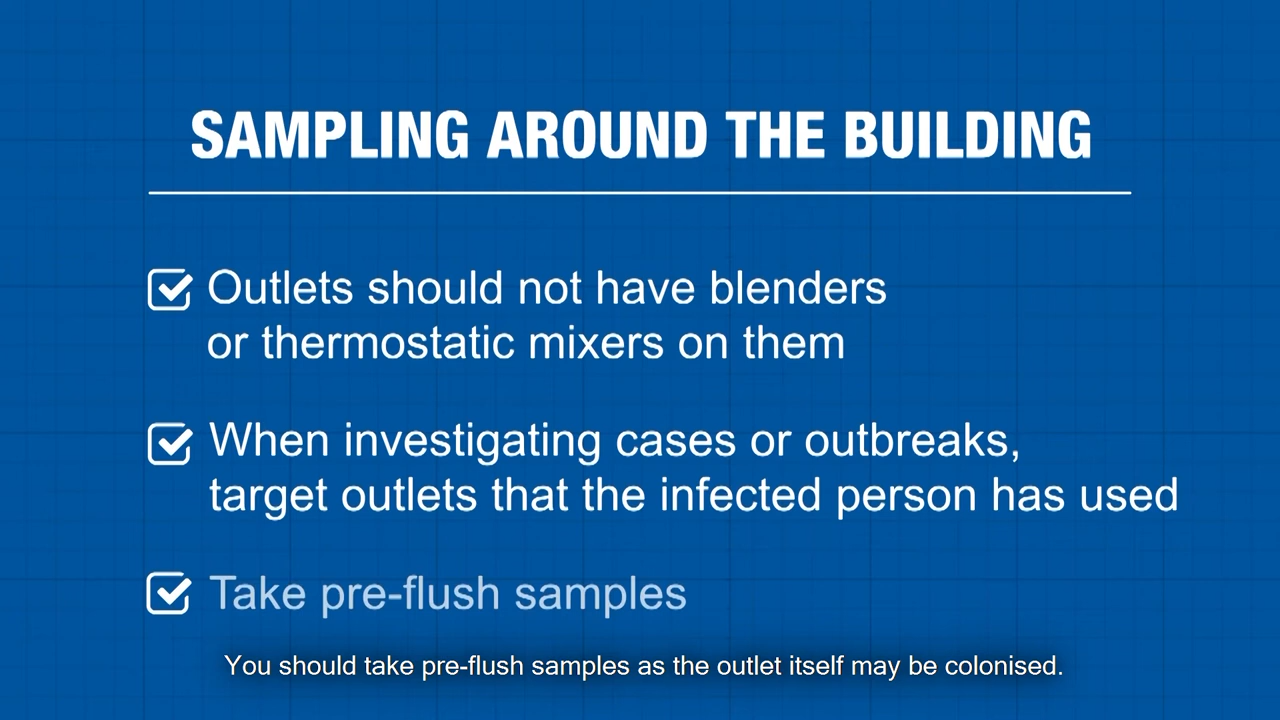 SAMPLING AROUND THE BUILDING
Outlets should not have blenders
or thermostatic mixers on them
When investigating cases or outbreaks,
target outlets that the infected person has used
Take pre-flush samples
You should take pre-flush samples as the outlet itself may be colonised.